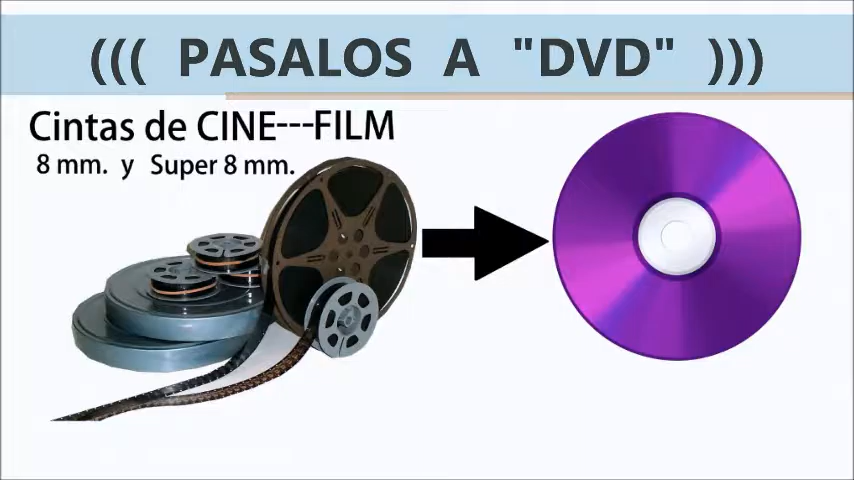 ((( PASALOS A "DVD" )))
Cintas de CINE---FILM
8 mm. y Super 8 mm.